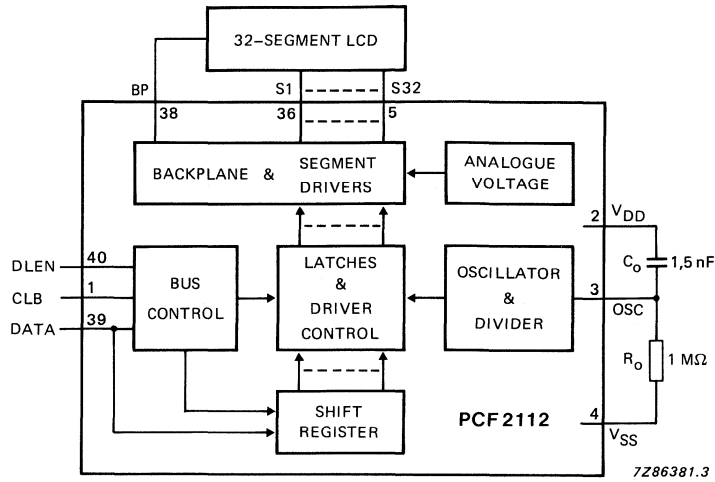 32–SEGMENT LCD
BP
S1
S32
38
36
5
BACKPLANE & SEGMENT DRIVERS
ANALOGUE
VOLTAGE
2
VDD
DLEN
40
CLB
1
DATA
39
BUS
CONTROL
LATCHES
&
DRIVER
CONTROL
OSCILLATOR
&
DIVIDER
Co
1,5 nF
3
OSC
Ro
1 MΩ
SHIFT
REGISTER
PCF2112
4
VSS
7Z86381.3